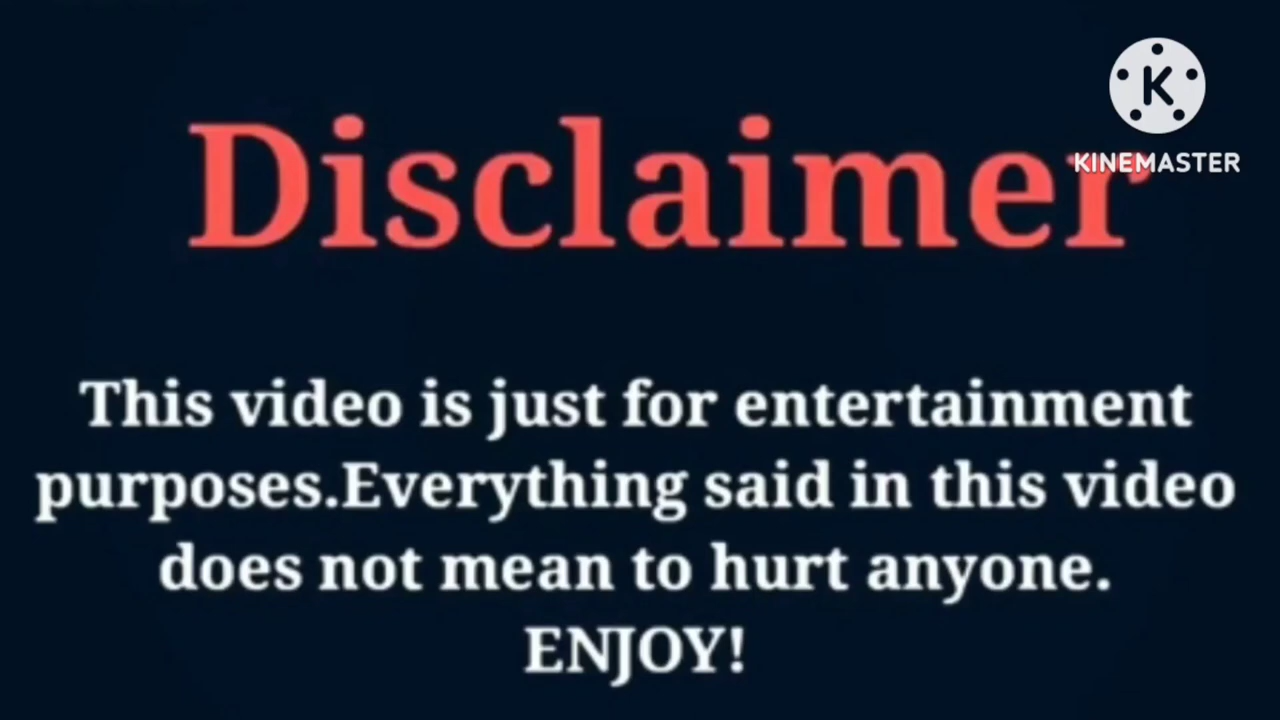 K
KINEMASTER
Disclaimer
This video is just for entertainment
purposes.Everything said in this video
does not mean to hurt anyone.
ENJOY!